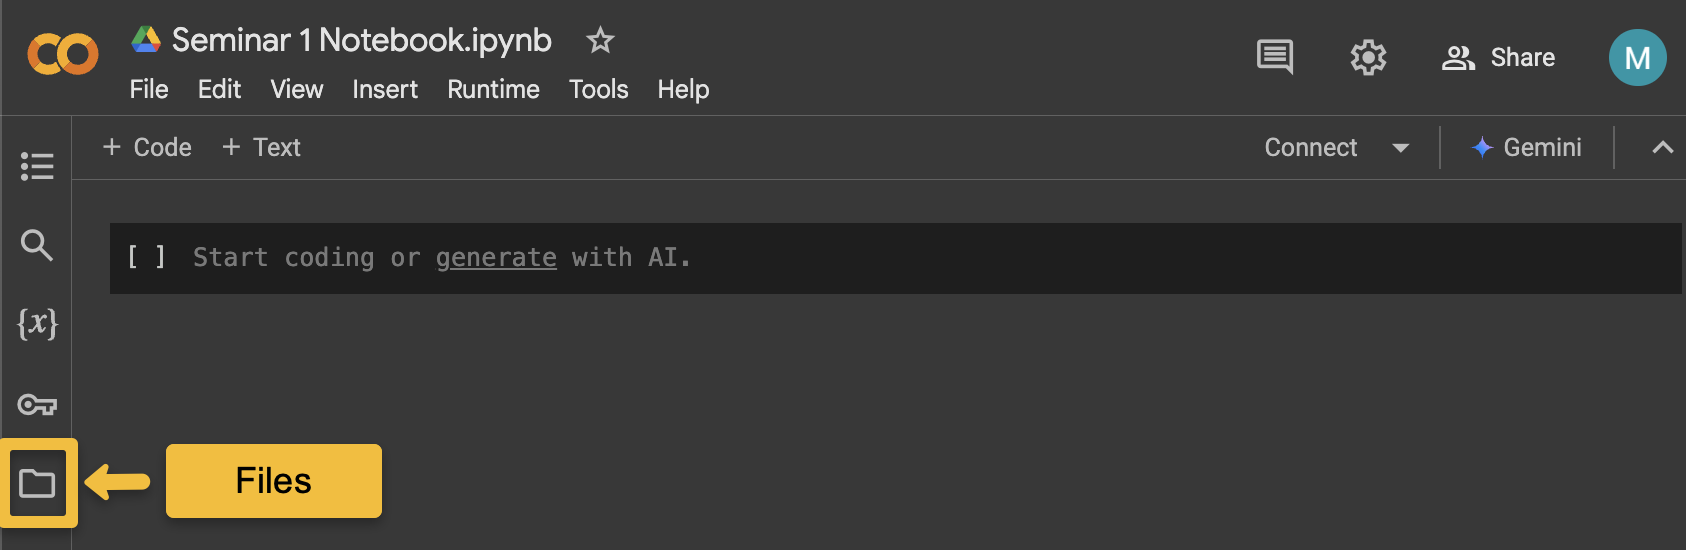 Seminar 1 Notebook.ipynb
File Edit View Insert Runtime Tools Help
Share
M
+ Code + Text
Connect
Gemini
[ ] Start coding or generate with AI.
{x}
Files